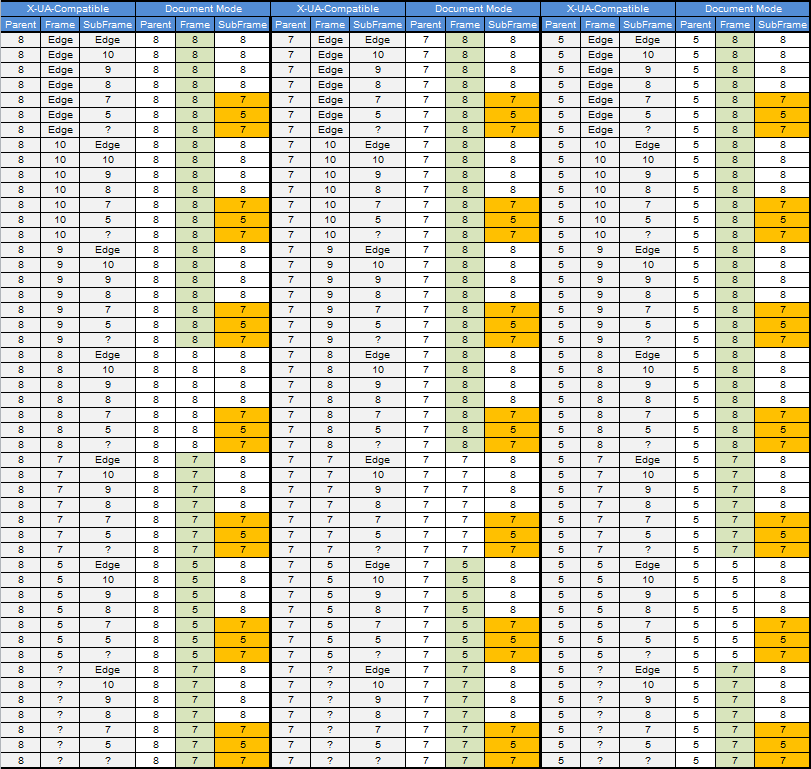 X-UA-Compatible Document Mode X-UA-Compatible Document Mode X-UA-Compatible Document Mode
Parent Frame SubFrame Parent Frame SubFrame Parent Frame SubFrame Parent Frame SubFrame Parent Frame SubFrame Parent Frame SubFrame
8 Edge Edge 8 8 8 7 Edge Edge 7 8 8 5 Edge Edge 5 8 8
8 Edge 10 8 8 8 7 Edge 10 7 8 8 5 Edge 10 5 8 8
8 Edge 9 8 8 8 7 Edge 9 7 8 8 5 Edge 9 5 8 8
8 Edge 8 8 8 8 7 Edge 8 7 8 8 5 Edge 8 5 8 8
8 Edge 7 8 8 7 7 Edge 7 7 8 7 5 Edge 7 5 8 7
8 Edge 5 8 8 5 7 Edge 5 7 8 5 5 Edge 5 5 8 5
8 Edge ? 8 8 7 7 Edge ? 7 8 7 5 Edge ? 5 8 7
8 10 Edge 8 8 8 7 10 Edge 7 8 8 5 10 Edge 5 8 8
8 10 10 8 8 8 7 10 10 7 8 8 5 10 10 5 8 8
8 10 9 8 8 8 7 10 9 7 8 8 5 10 9 5 8 8
8 10 8 8 8 8 7 10 8 7 8 8 5 10 8 5 8 8
8 10 7 8 8 7 7 10 7 7 8 7 5 10 7 5 8 7
8 10 5 8 8 5 7 10 5 7 8 5 5 10 5 5 8 5
8 10 ? 8 8 7 7 10 ? 7 8 7 5 10 ? 5 8 7
8 9 Edge 8 8 8 7 9 Edge 7 8 8 5 9 Edge 5 8 8
8 9 10 8 8 8 7 9 10 7 8 8 5 9 10 5 8 8
8 9 9 8 8 8 7 9 9 7 8 8 5 9 9 5 8 8
8 9 8 8 8 8 7 9 8 7 8 8 5 9 8 5 8 8
8 9 7 8 8 7 7 9 7 7 8 7 5 9 7 5 8 7
8 9 5 8 8 5 7 9 5 7 8 5 5 9 5 5 8 5
8 9 ? 8 8 7 7 9 ? 7 8 7 5 9 ? 5 8 7
8 8 Edge 8 8 8 7 8 Edge 7 8 8 5 8 Edge 5 8 8
8 8 10 8 8 8 7 8 10 7 8 8 5 8 10 5 8 8
8 8 9 8 8 8 7 8 9 7 8 8 5 8 9 5 8 8
8 8 8 8 8 8 7 8 8 7 8 8 5 8 8 5 8 8
8 8 7 8 8 7 7 8 7 7 8 7 5 8 7 5 8 7
8 8 5 8 8 5 7 8 5 7 8 5 5 8 5 5 8 5
8 8 ? 8 8 7 7 8 ? 7 8 7 5 8 ? 5 8 7
8 7 Edge 8 7 8 7 7 Edge 7 7 8 5 7 Edge 5 7 8
8 7 10 8 7 8 7 7 10 7 7 8 5 7 10 5 7 8
8 7 9 8 7 8 7 7 9 7 7 8 5 7 9 5 7 8
8 7 8 8 7 8 7 7 8 7 7 8 5 7 8 5 7 8
8 7 7 8 7 7 7 7 7 7 7 7 5 7 7 5 7 7
8 7 5 8 7 5 7 7 5 7 7 5 5 7 5 5 7 5
8 7 ? 8 7 7 7 7 ? 7 7 7 5 7 ? 5 7 7
8 5 Edge 8 5 8 7 5 Edge 7 5 8 5 5 Edge 5 5 8
8 5 10 8 5 8 7 5 10 7 5 8 5 5 10 5 5 8
8 5 9 8 5 8 7 5 9 7 5 8 5 5 9 5 5 8
8 5 8 8 5 8 7 5 8 7 5 8 5 5 8 5 5 8
8 5 7 8 5 7 7 5 7 7 5 7 5 5 7 5 5 7
8 5 5 8 5 5 7 5 5 7 5 5 5 5 5 5 5 5
8 5 ? 8 5 7 7 5 ? 7 5 7 5 5 ? 5 5 7
8 ? Edge 8 7 8 7 ? Edge 7 7 8 5 ? Edge 5 7 8
8 ? 10 8 7 8 7 ? 10 7 7 8 5 ? 10 5 7 8
8 ? 9 8 7 8 7 ? 9 7 7 8 5 ? 9 5 7 8
8 ? 8 8 7 8 7 ? 8 7 7 8 5 ? 8 5 7 8
8 ? 7 8 7 7 7 ? 7 7 7 7 5 ? 7 5 7 7
8 ? 5 8 7 5 7 ? 5 7 7 5 5 ? 5 5 7 5
8 ? ? 8 7 7 7 ? ? 7 7 7 5 ? ? 5 7 7